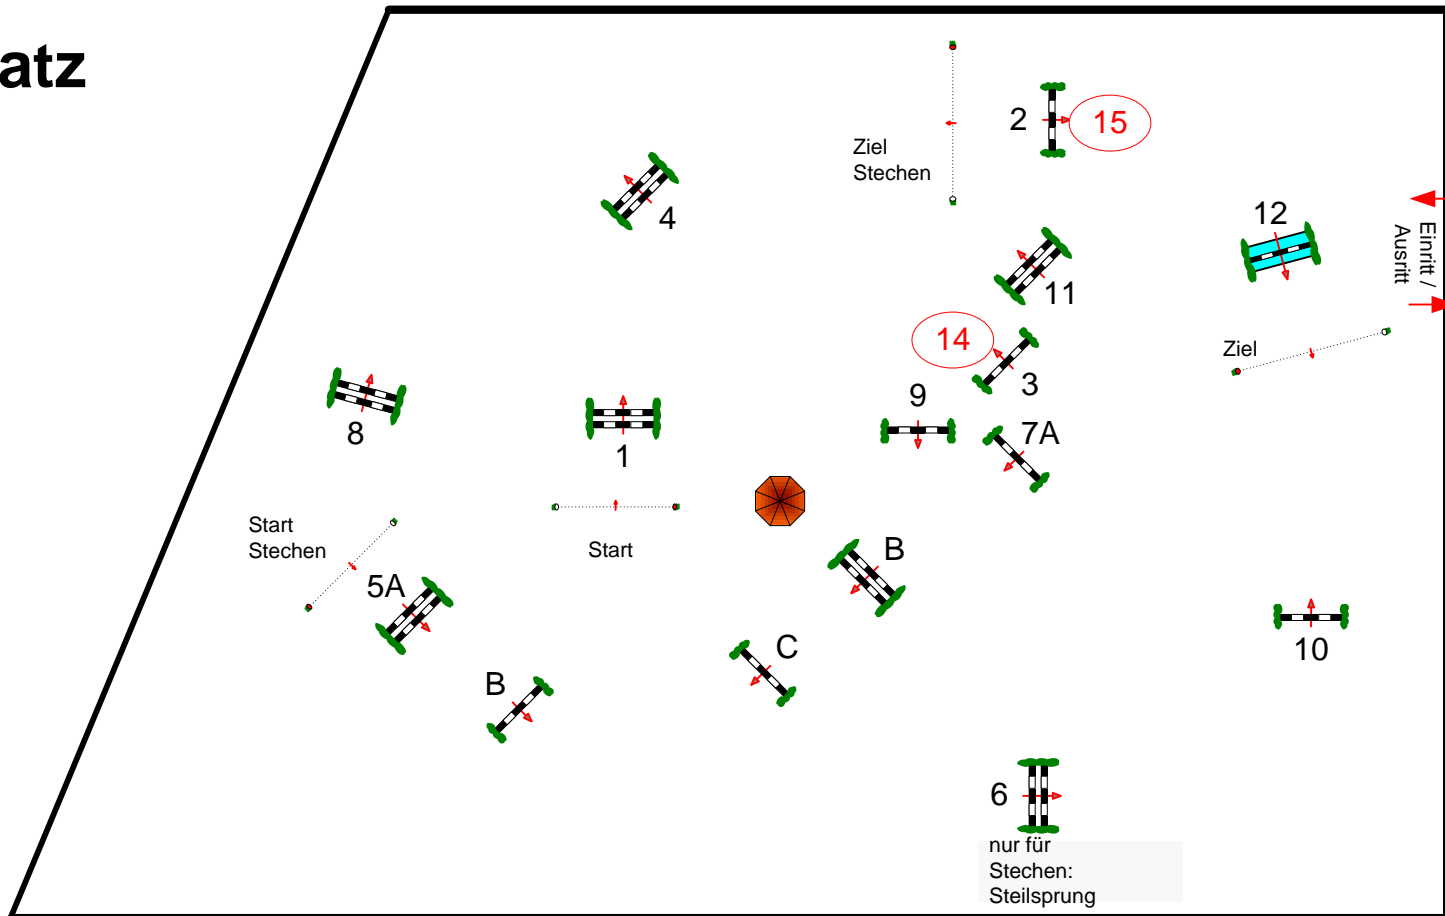 atz
2
15
Ziel
Stechen
4
12
Einritt /
Ausritt
11
14
3
Ziel
9
8
1
7A
Start
Stechen
Start
5A
B
B
C
10
6
nur für
Stechen:
Steilsprung